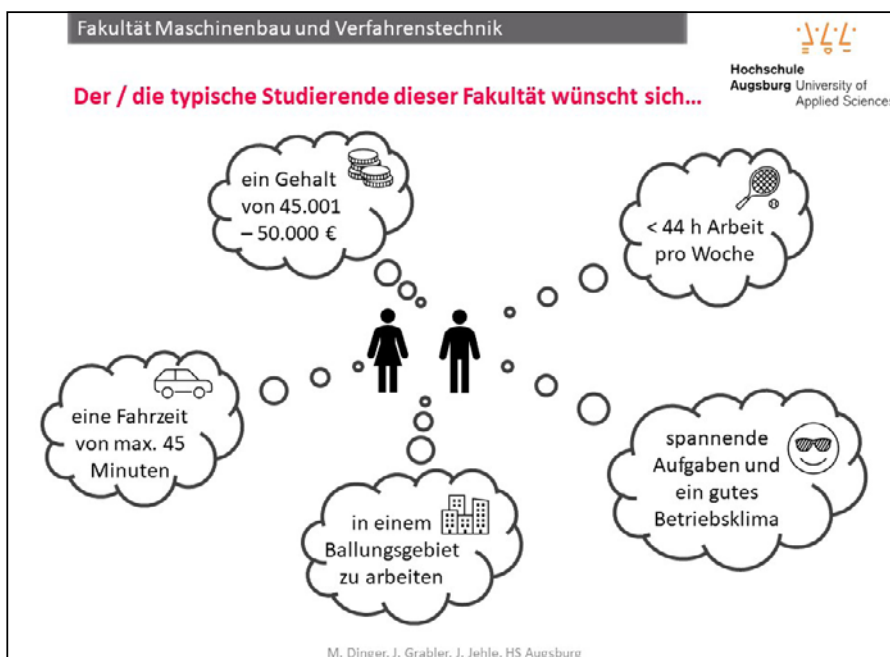 Fakultät Maschinenbau und Verfahrenstechnik
Hochschule
Augsburg University of
Applied Sciences
Der / die typische Studierende dieser Fakultät wünscht sich...
ein Gehalt
von 45.001
– 50.000 €
< 44 h Arbeit
pro Woche
eine Fahrzeit
von max. 45
Minuten
spannende
Aufgaben und
ein gutes
Betriebsklima
in einem
Ballungsgebiet
zu arbeiten
M. Dinger, J. Grabler, J. Jehle, HS Augsburg